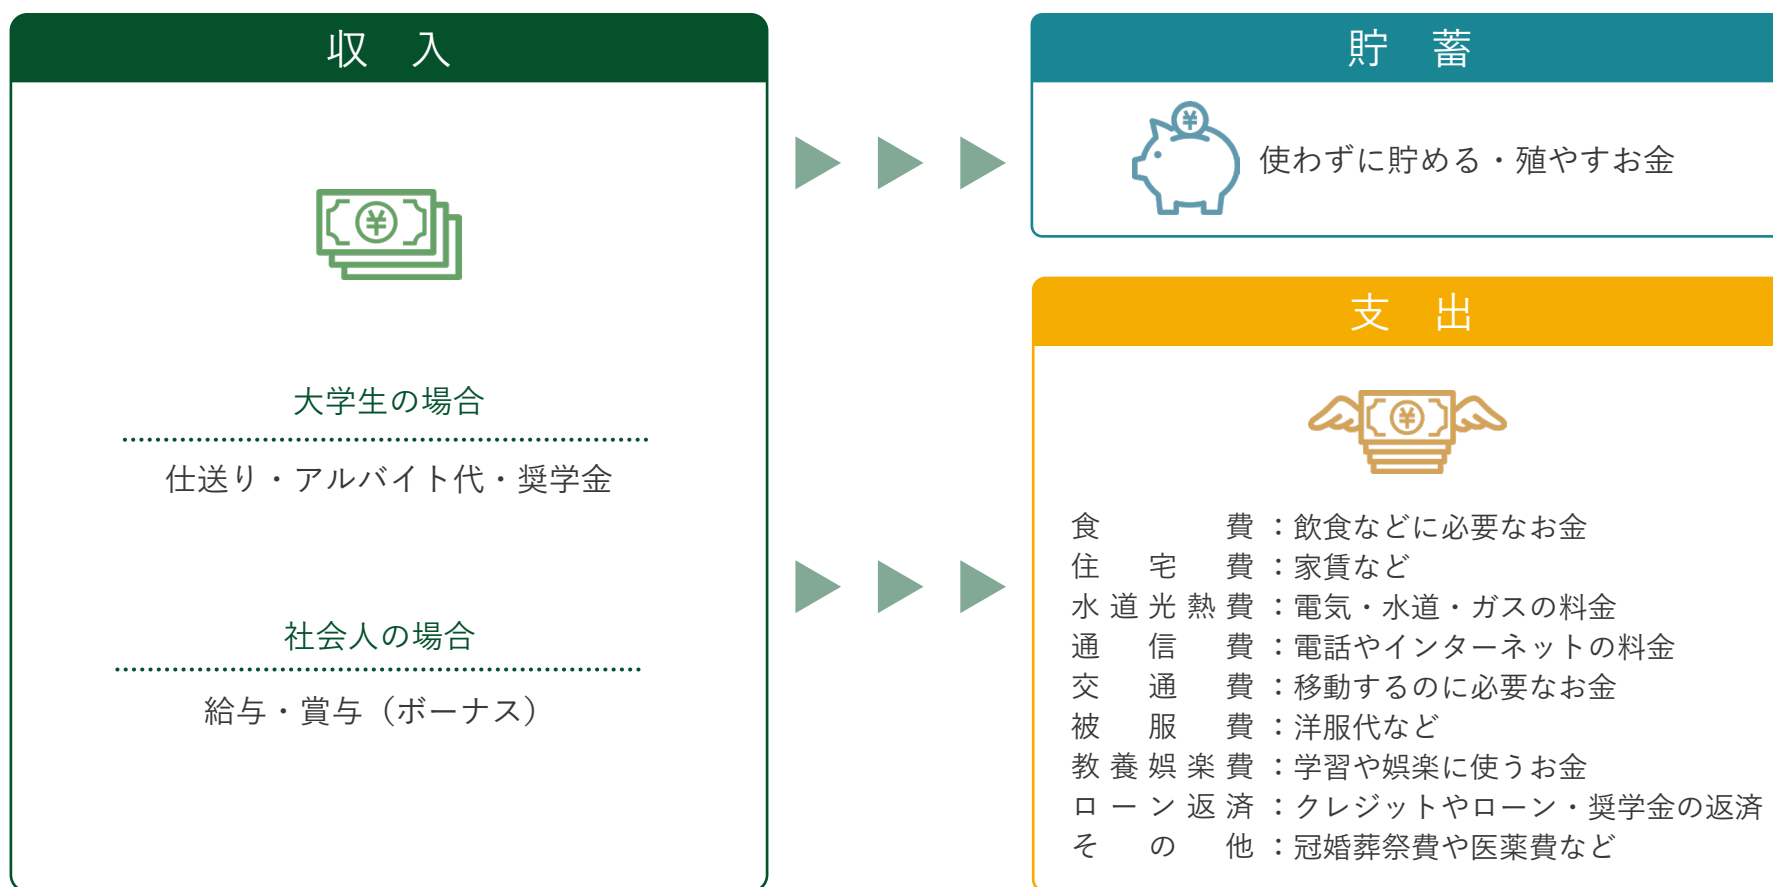 収 入
大学生の場合
仕送り・アルバイト代・奨学金
社会人の場合
給与・賞与（ボーナス）
貯 蓄
使わずに貯める・殖やすお金
支 出
食費：飲食などに必要なお金
住宅費：家賃など
水道光熱費：電気・水道・ガスの料金
通信費：電話やインターネットの料金
交通費：移動するのに必要なお金
被服費：洋服代など
教養娯楽費：学習や娯楽に使うお金
ローン返済：クレジットやローン・奨学金の返済
その他：冠婚葬祭費や医薬費など